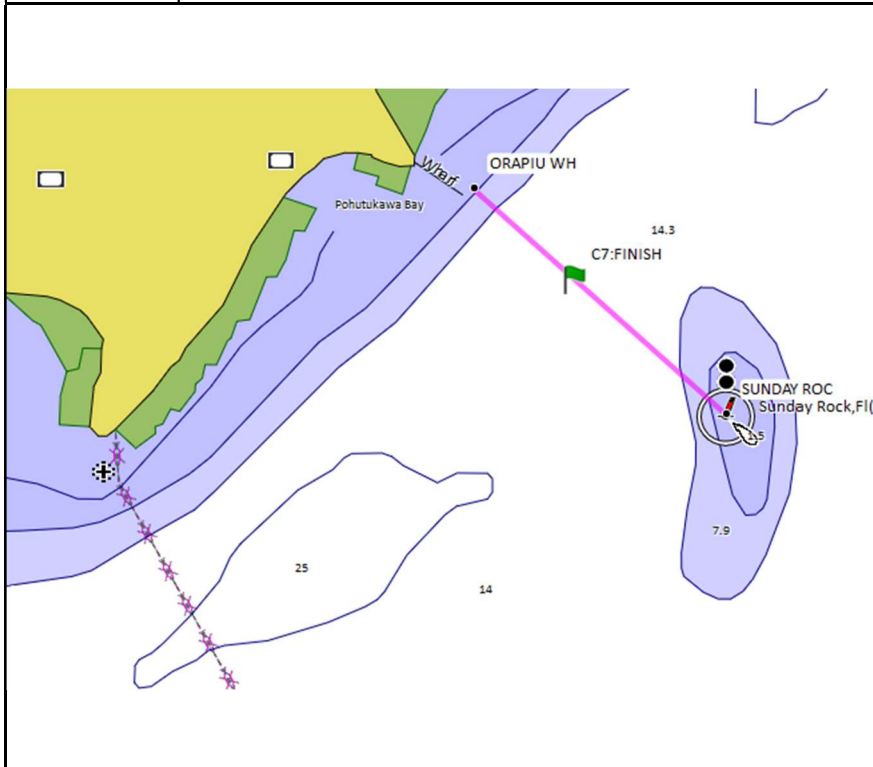 Wharf
ORAPIU WH
Pohutukawa Bay
14.3
C7:FINISH
SUNDAY ROC
Sunday Rock,Fl(
1.5
7.9
25
14